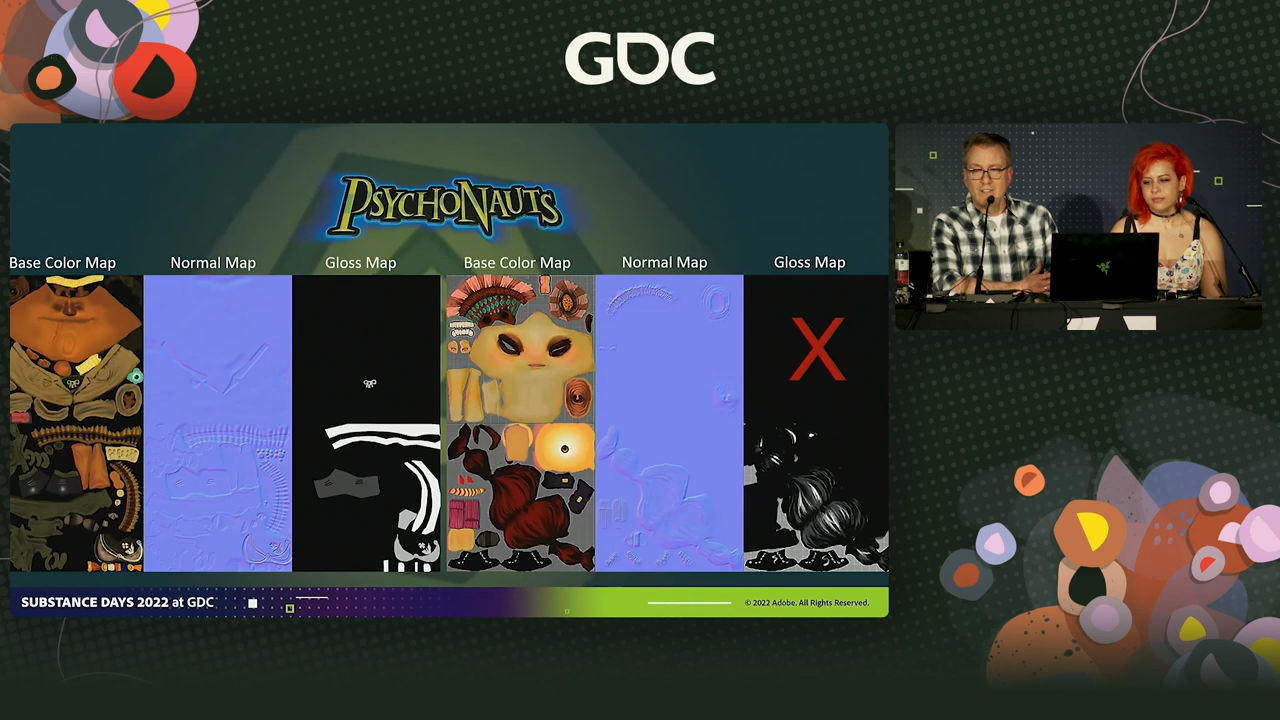 GDC
PSYCHONAUTS
Base Color Map
Normal Map
Gloss Map
Base Color Map
Normal Map
Gloss Map
X
SUBSTANCE DAYS 2022 at GDC
© 2022 Adobe. All Rights Reserved.